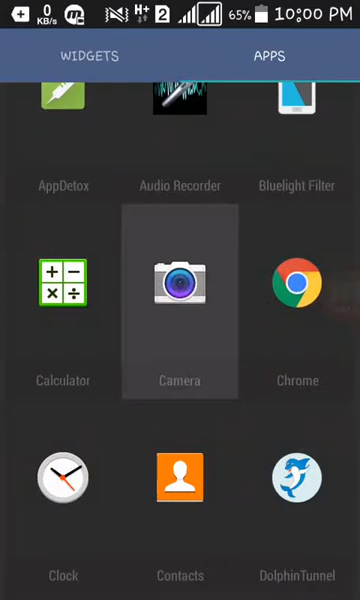 0 KB/s H+ 2 65% 10:00 PM
WIDGETS APPS
AppDetox Audio Recorder Bluelight Filter
Calculator Camera Chrome
Clock Contacts DolphinTunnel